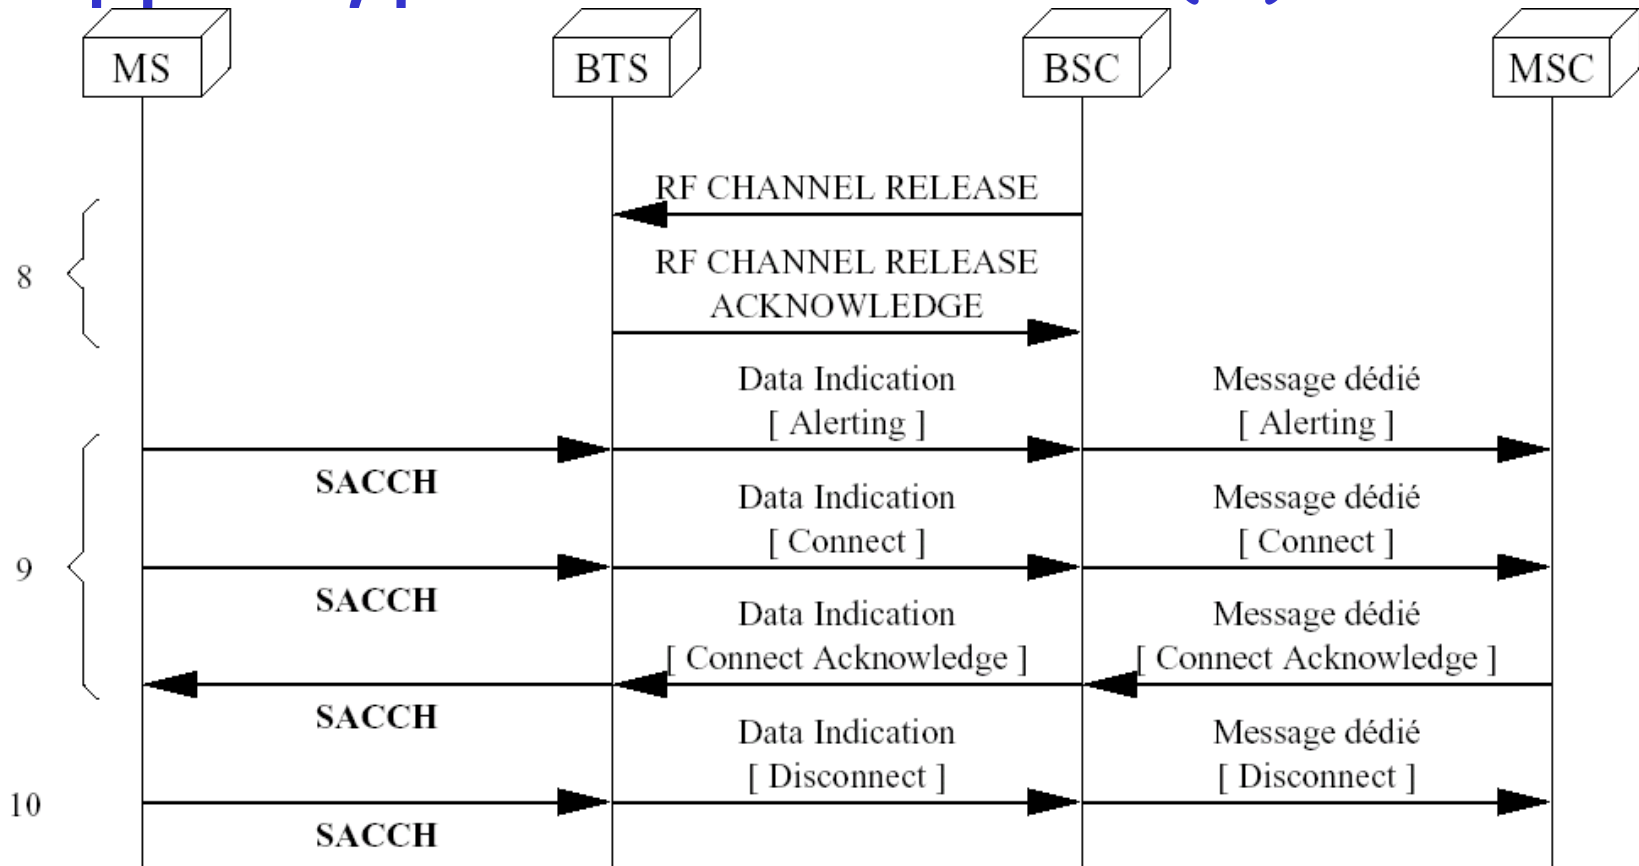 MS
BTS
BSC
MSC
RF CHANNEL RELEASE
8
RF CHANNEL RELEASE
ACKNOWLEDGE
Data Indication
[ Alerting ]
Message dédié
[ Alerting ]
SACCH
9
Data Indication
[ Connect ]
Message dédié
[ Connect ]
SACCH
Data Indication
[ Connect Acknowledge ]
Message dédié
[ Connect Acknowledge ]
SACCH
10
Data Indication
[ Disconnect ]
Message dédié
[ Disconnect ]
SACCH